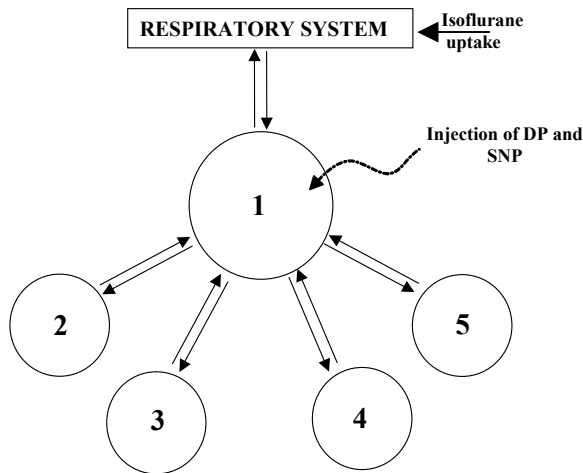 RESPIRATORY SYSTEM
Isoflurane
uptake
Injection of DP and
SNP
1
2
5
3
4